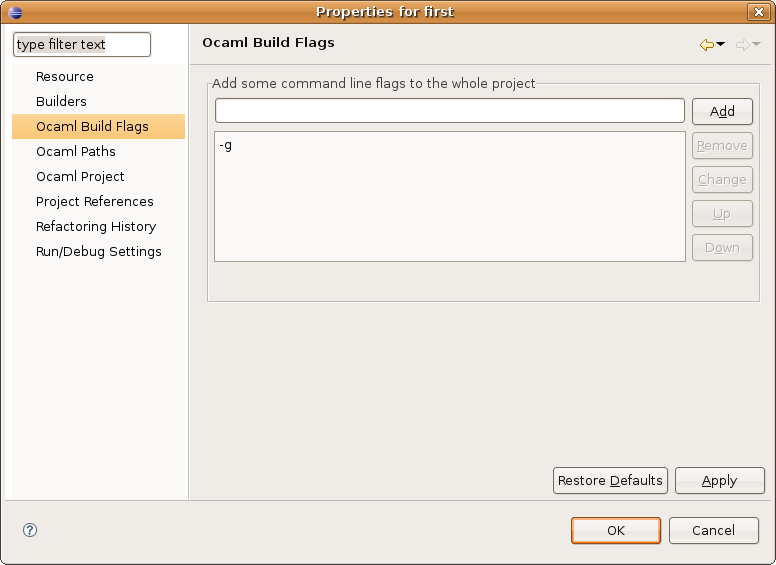 Properties for first
type filter text
Resource
Builders
Ocaml Build Flags
Ocaml Paths
Ocaml Project
Project References
Refactoring History
Run/Debug Settings
Ocaml Build Flags
Add some command line flags to the whole project
Add
-g
Remove
Change
Up
Down
Restore Defaults
Apply
?
OK
Cancel